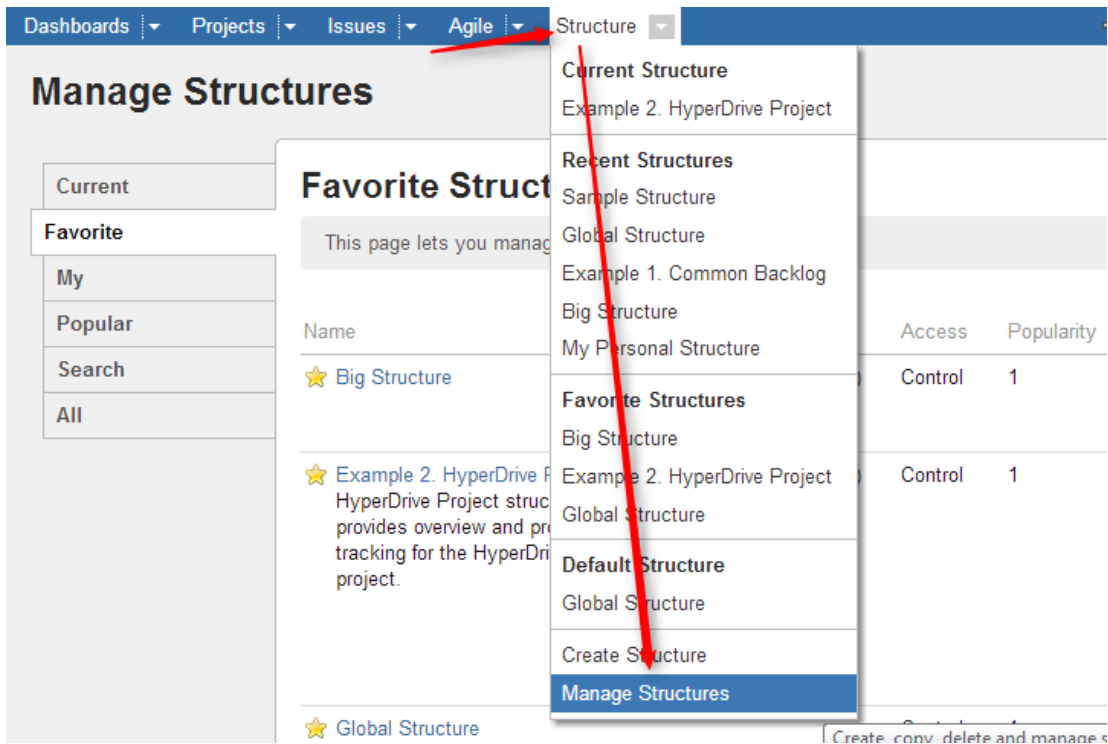 Dashboards Projects Issues Agile Structure
Manage Structures
Current
Favorite
My
Popular
Search
All
Favorite Struct
This page lets you manag
Name Access Popularity
Big Structure Control 1
Example 2. HyperDrive Control 1
HyperDrive Project struc
provides overview and pro
tracking for the HyperDri
project.
Global Structure
Current Structure
Example 2. HyperDrive Project
Recent Structures
Sample Structure
Global Structure
Example 1. Common Backlog
Big Structure
My Personal Structure
Favorite Structures
Big Structure
Example 2. HyperDrive Project
Global Structure
Default Structure
Global Structure
Create Structure
Manage Structures
Create, copy, delete and manage s